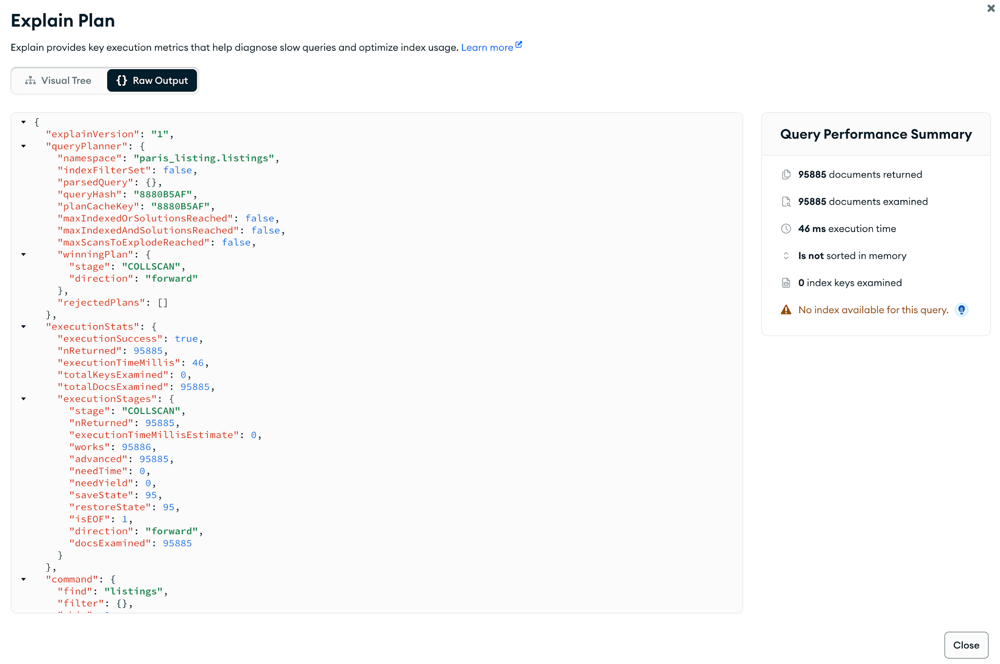 Explain Plan
Explain provides key execution metrics that help diagnose slow queries and optimize index usage. Learn more
Visual Tree
{} Raw Output
{
"explainVersion": "1",
"queryPlanner": {
"namespace": "paris_listing.listings",
"indexFilterSet": false,
"parsedQuery": {},
"queryHash": "8880B5AF",
"planCacheKey": "8880B5AF",
"maxIndexedOrSolutionsReached": false,
"maxIndexedAndSolutionsReached": false,
"maxScansToExplodeReached": false,
"winningPlan": {
"stage": "COLLSCAN",
"direction": "forward"
},
"rejectedPlans": []
},
"executionStats": {
"executionSuccess": true,
"nReturned": 95885,
"executionTimeMillis": 46,
"totalKeysExamined": 0,
"totalDocsExamined": 95885,
"executionStages": {
"stage": "COLLSCAN",
"nReturned": 95885,
"executionTimeMillisEstimate": 0,
"works": 95886,
"advanced": 95885,
"needTime": 0,
"needYield": 0,
"saveState": 95,
"restoreState": 95,
"isEOF": 1,
"direction": "forward",
"docsExamined": 95885
}
},
"command": {
"find": "listings",
"filter": {},
Query Performance Summary
95885 documents returned
95885 documents examined
46 ms execution time
Is not sorted in memory
0 index keys examined
No index available for this query.
Close